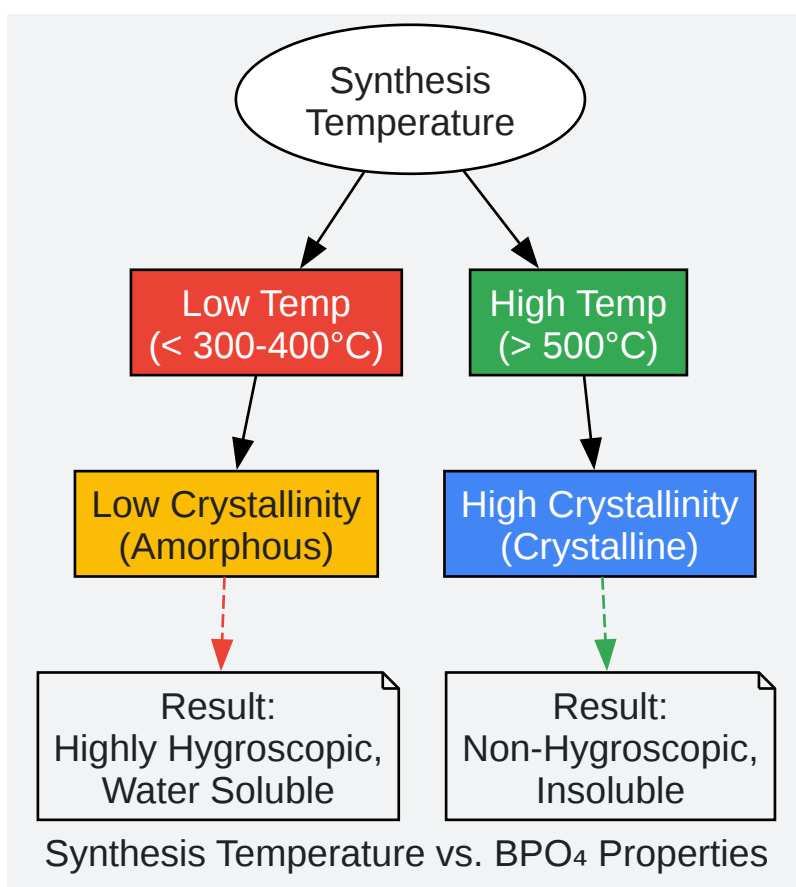 Synthesis
Temperature
Low Temp
(< 300-400°C)
High Temp
(> 500°C)
Low Crystallinity
(Amorphous)
High Crystallinity
(Crystalline)
Result:
Highly Hygroscopic,
Water Soluble
Result:
Non-Hygroscopic,
Insoluble
Synthesis Temperature vs. BPO₄ Properties